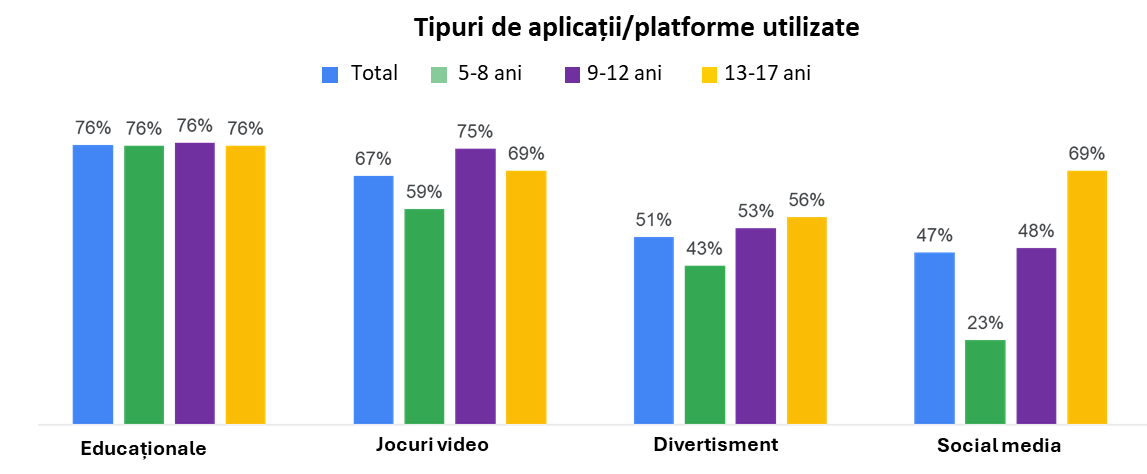 Tipuri de aplicații/platforme utilizate
Total 5-8 ani 9-12 ani 13-17 ani
76% 76% 76% 76%
67% 59% 75% 69%
51% 43% 53% 56%
47% 23% 48% 69%
Educaționale Jocuri video Divertisment Social media